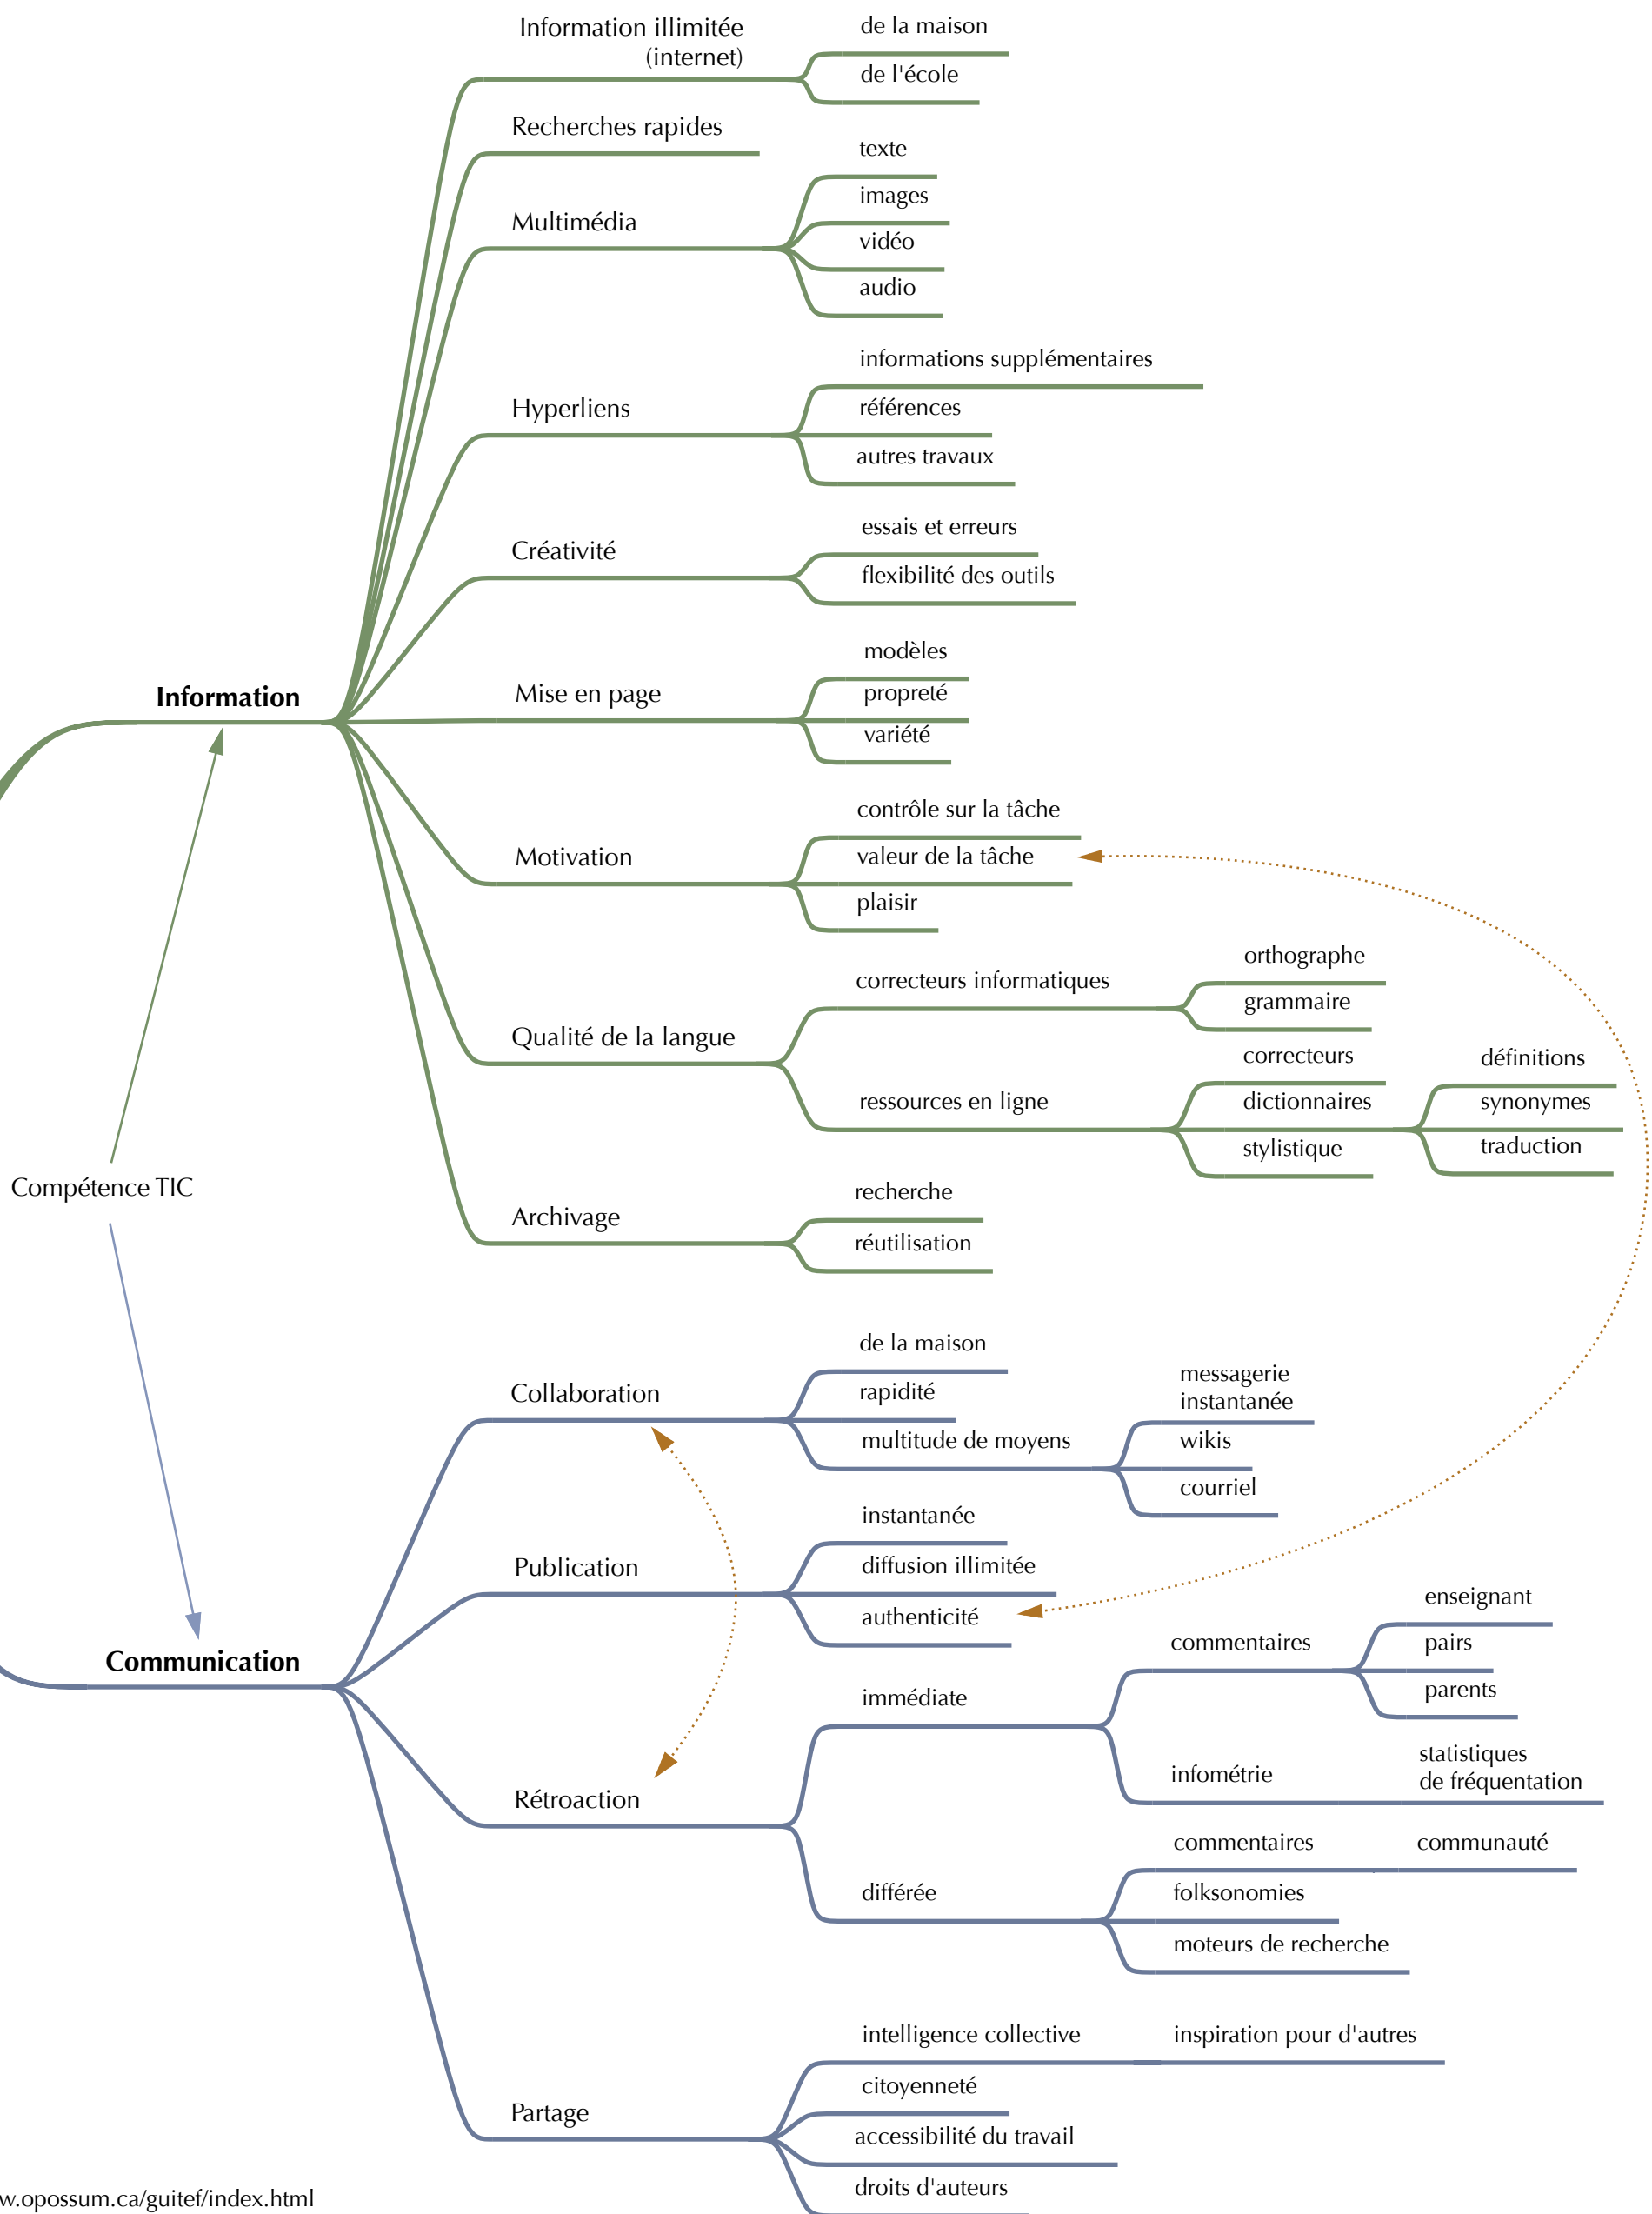 Information illimitée
(internet)
de la maison
de l'école
Recherches rapides
Multimédia
texte
images
vidéo
audio
Hyperliens
informations supplémentaires
références
autres travaux
Créativité
essais et erreurs
flexibilité des outils
Information
Mise en page
modèles
propreté
variété
Motivation
contrôle sur la tâche
valeur de la tâche
plaisir
Qualité de la langue
correcteurs informatiques
orthographe
grammaire
ressources en ligne
correcteurs
dictionnaires
stylistique
définitions
synonymes
traduction
Compétence TIC
Archivage
recherche
réutilisation
Communication
Collaboration
de la maison
rapidité
multitude de moyens
messagerie
instantanée
wikis
courriel
Publication
instantanée
diffusion illimitée
authenticité
Rétroaction
immédiate
commentaires
enseignant
pairs
parents
infométrie
statistiques
de fréquentation
différée
commentaires
communauté
folksonomies
moteurs de recherche
Partage
intelligence collective
inspiration pour d'autres
citoyenneté
accessibilité du travail
droits d'auteurs
w.opossum.ca/guitef/index.html